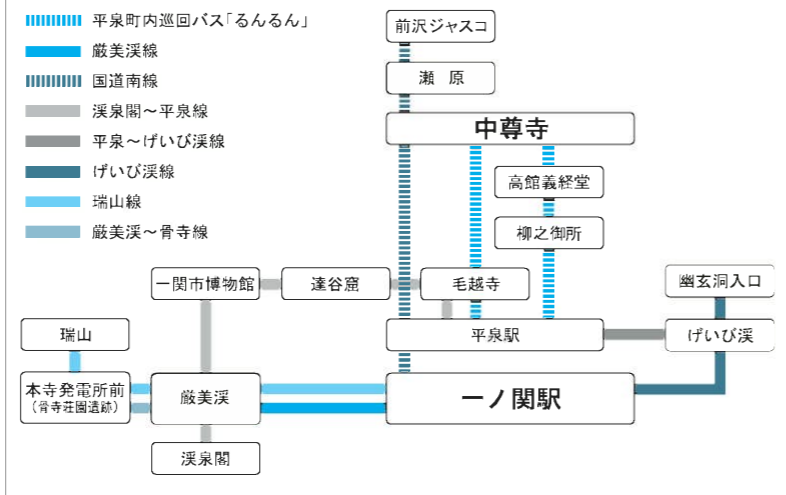 平泉町内巡回バス「るんるん」
厳美渓線
国道南線
渓泉閣～平泉線
平泉～げいび渓線
げいび渓線
瑞山線
厳美渓～骨寺線
前沢ジャスコ
瀬 原
中尊寺
高館義経堂
柳之御所
一関市博物館
達谷窟
毛越寺
幽玄洞入口
瑞山
平泉駅
げいび渓
本寺発電所前
（骨寺荘園遺跡）
厳美渓
一ノ関駅
渓泉閣